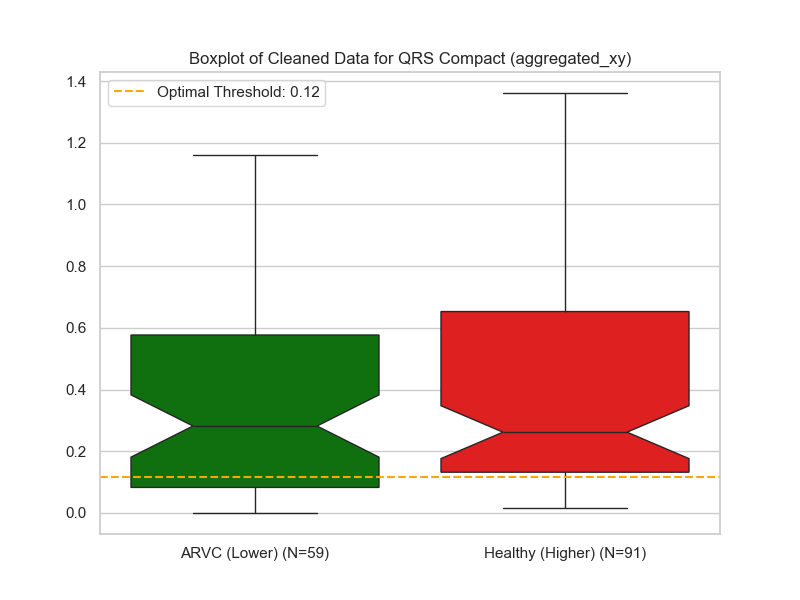 Boxplot of Cleaned Data for QRS Compact (aggregated_xy)
Optimal Threshold: 0.12
1.4
1.2
1.0
0.8
0.6
0.4
0.2
0.0
ARVC (Lower) (N=59)
Healthy (Higher) (N=91)